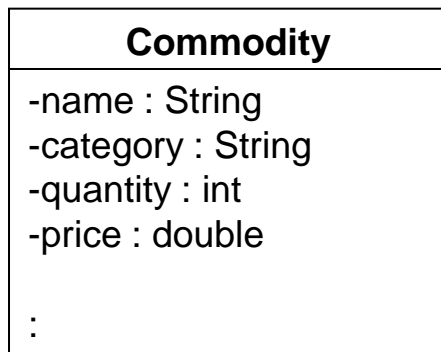 Commodity
-name : String
-category : String
-quantity : int
-price : double
: